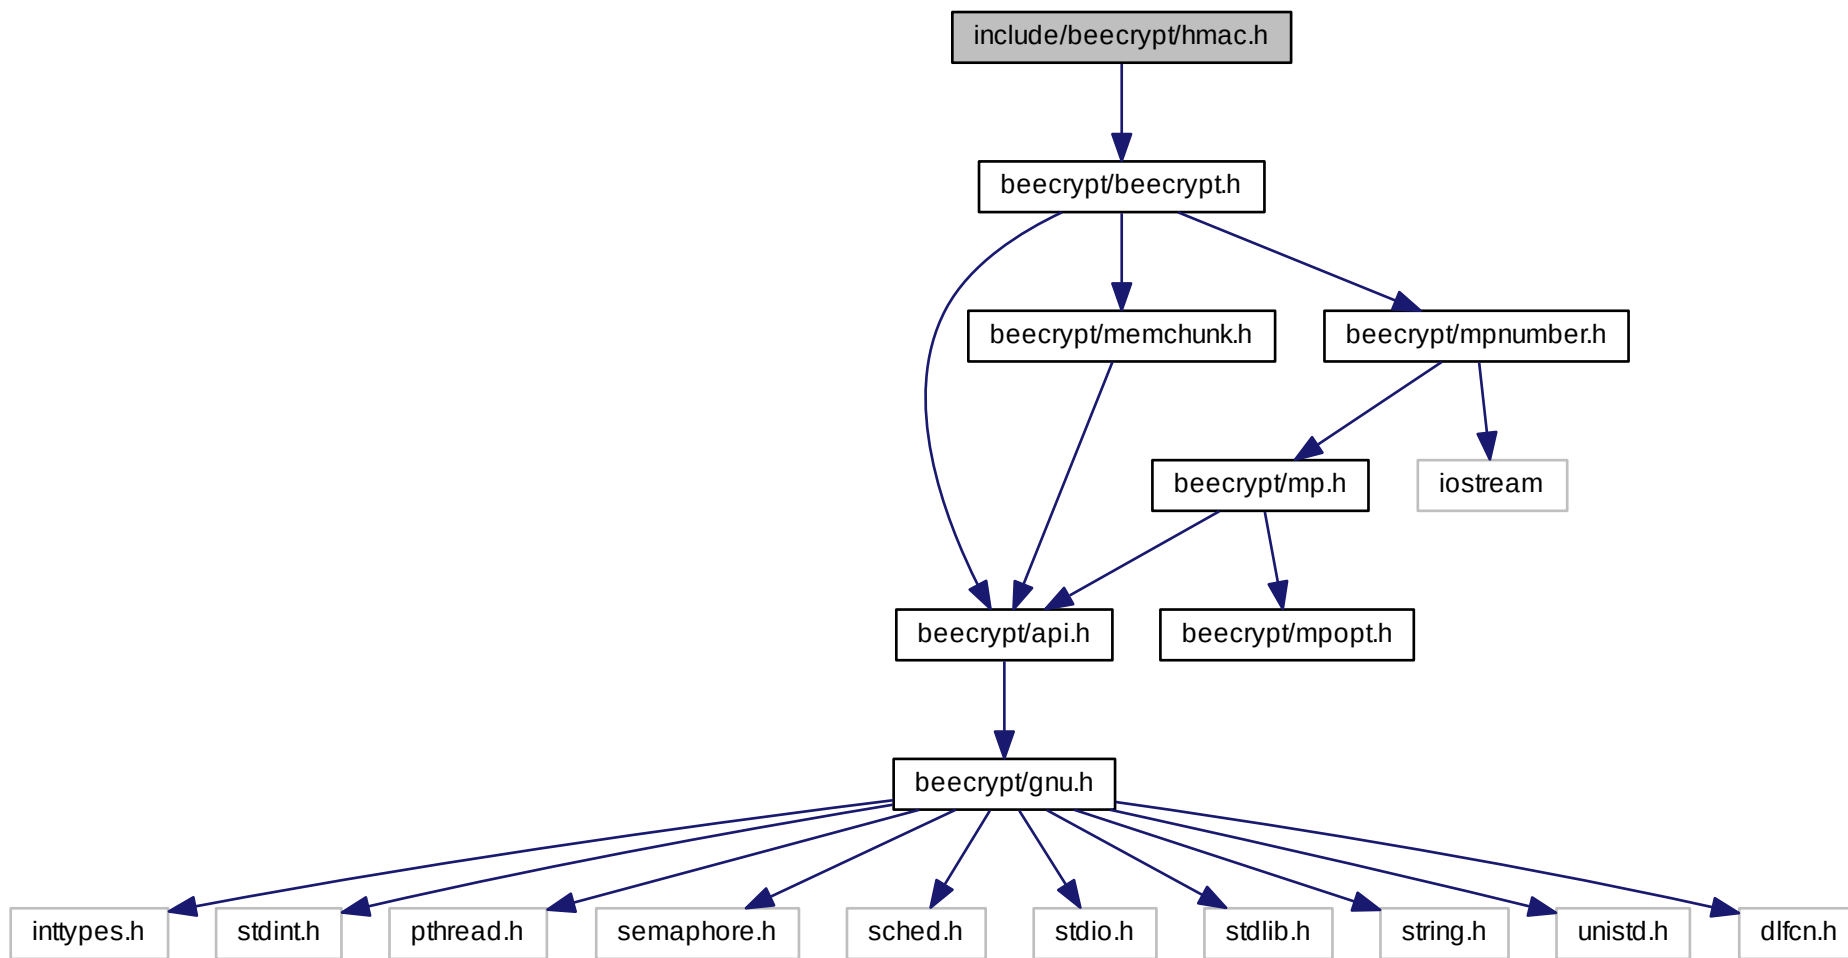 include/beecrypt/hmac.h
beecrypt/beecrypt.h
beecrypt/memchunk.h
beecrypt/mpnumber.h
beecrypt/mp.h
iostream
beecrypt/api.h
beecrypt/mpopt.h
beecrypt/gnu.h
inttypes.h
stdint.h
pthread.h
semaphore.h
sched.h
stdio.h
stdlib.h
string.h
unistd.h
dlfcn.h